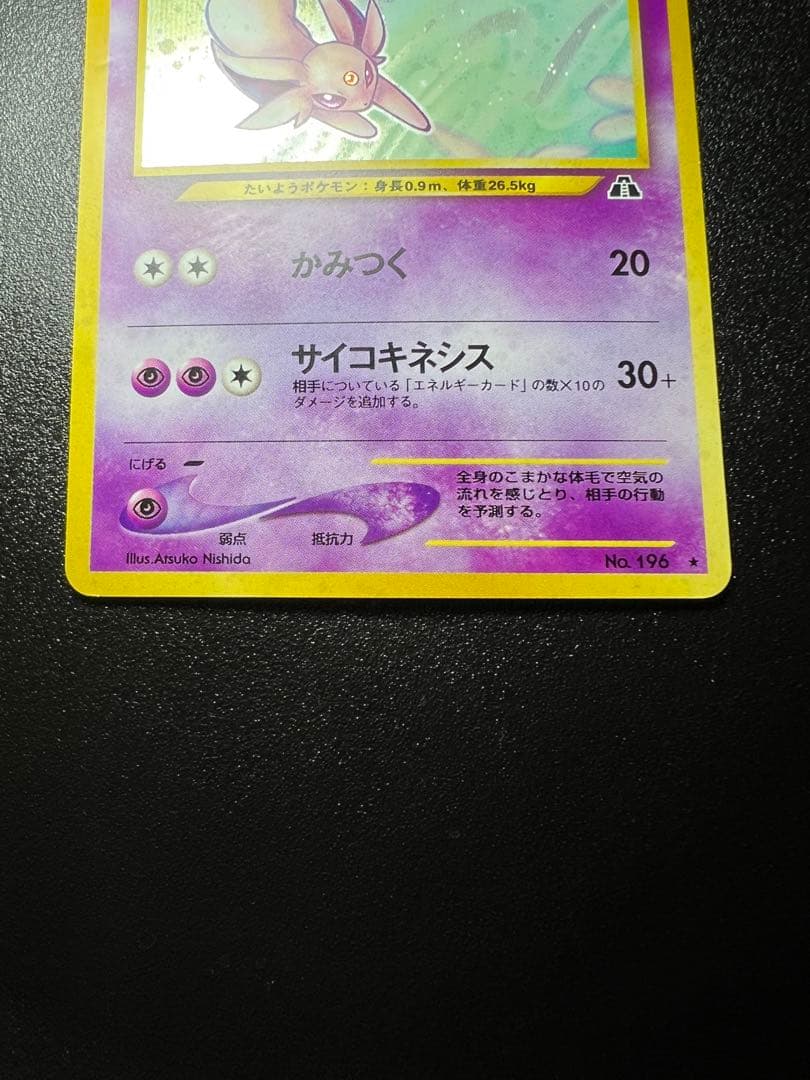 たいようポケモン：身長0.9m、体重26.5kg
かみつく 20
サイコキネシス 30+
相手についている「エネルギーカード」の数×10の
ダメージを追加する。
にげる
弱点 抵抗力
全身のこまかな体毛で空気の
流れを感じとり、相手の行動
を予測する。
Illus.Atsuko Nishida No. 196 ★